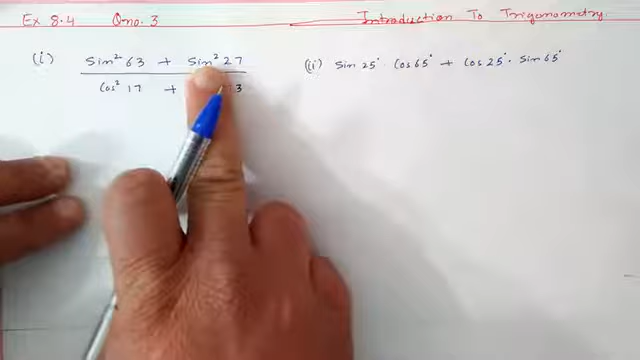 Ex 8.4 Qno. 3 Introduction To Trigonometry.
(i) Sin² 63 + Sin² 27 (ii) Sin 25° . Cos 65° + Cos 25° . Sin 65°
Cos² 17 + 3